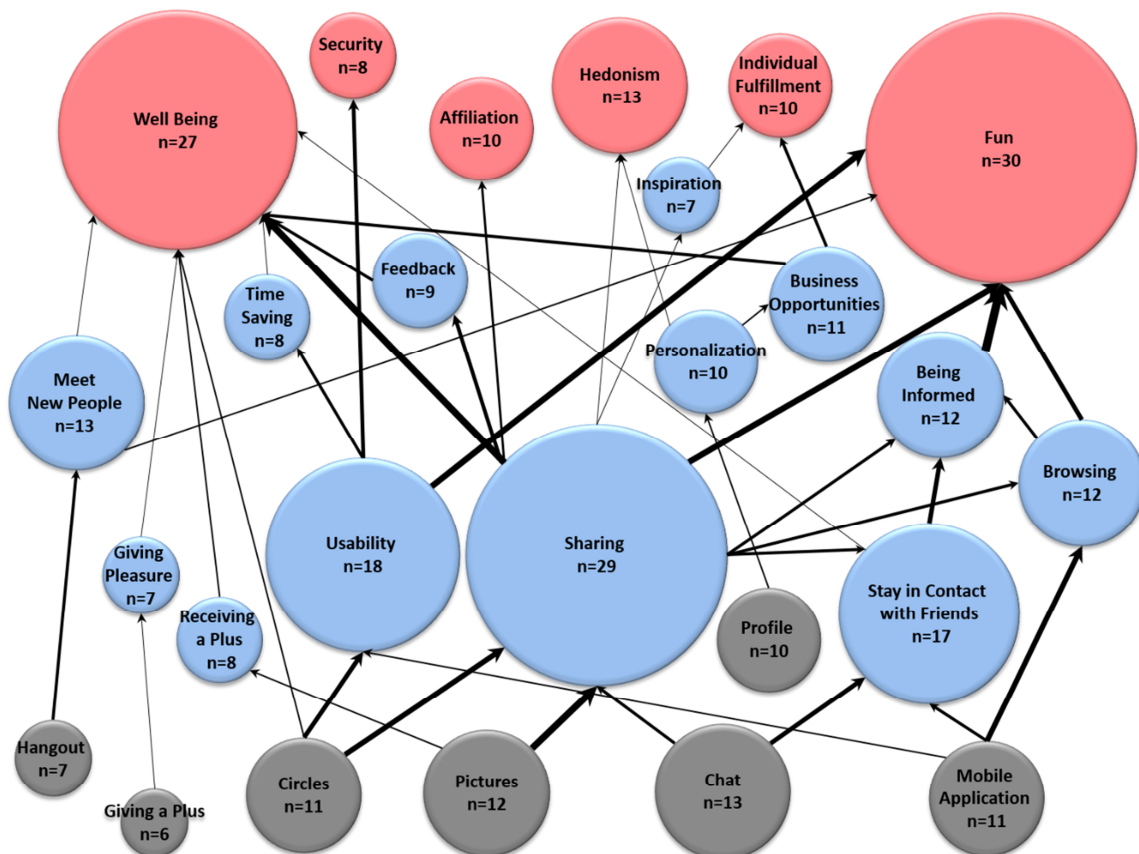 Security
n=8
Well Being
n=27
Affiliation
n=10
Hedonism
n=13
Individual
Fulfillment
n=10
Fun
n=30
Inspiration
n=7
Feedback
n=9
Time
Saving
n=8
Business
Opportunities
n=11
Personalization
n=10
Meet
New People
n=13
Being
Informed
n=12
Browsing
n=12
Usability
n=18
Sharing
n=29
Giving
Pleasure
n=7
Receiving
a Plus
n=8
Stay in Contact
with Friends
n=17
Profile
n=10
Hangout
n=7
Giving a Plus
n=6
Circles
n=11
Pictures
n=12
Chat
n=13
Mobile
Application
n=11